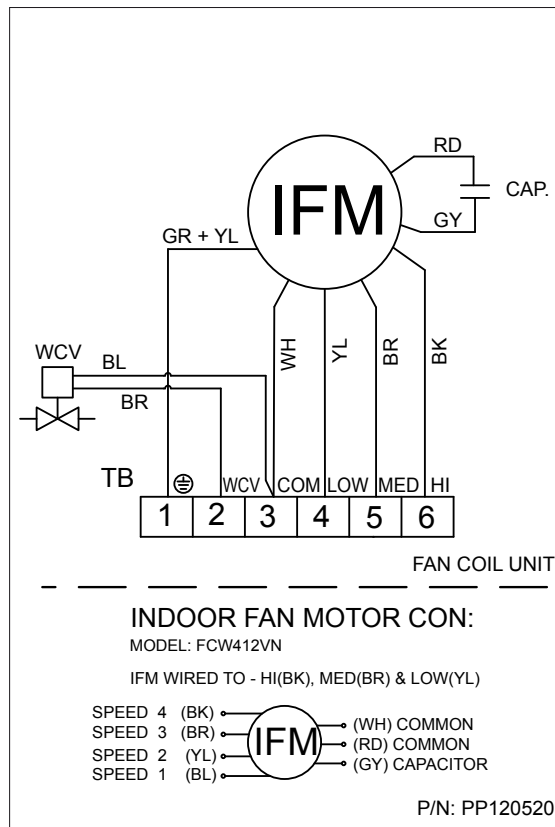 RD
IFM
CAP.
GY
GR + YL
WH
YL
BR
BK
WCV
BL
BR
TB
WCV COM LOW MED HI
1 2 3 4 5 6
FAN COIL UNIT
INDOOR FAN MOTOR CON:
MODEL: FCW412VN
IFM WIRED TO - HI(BK), MED(BR) & LOW(YL)
SPEED 4 (BK)
SPEED 3 (BR)
SPEED 2 (YL)
SPEED 1 (BL)
IFM
(WH) COMMON
(RD) COMMON
(GY) CAPACITOR
P/N: PP120520